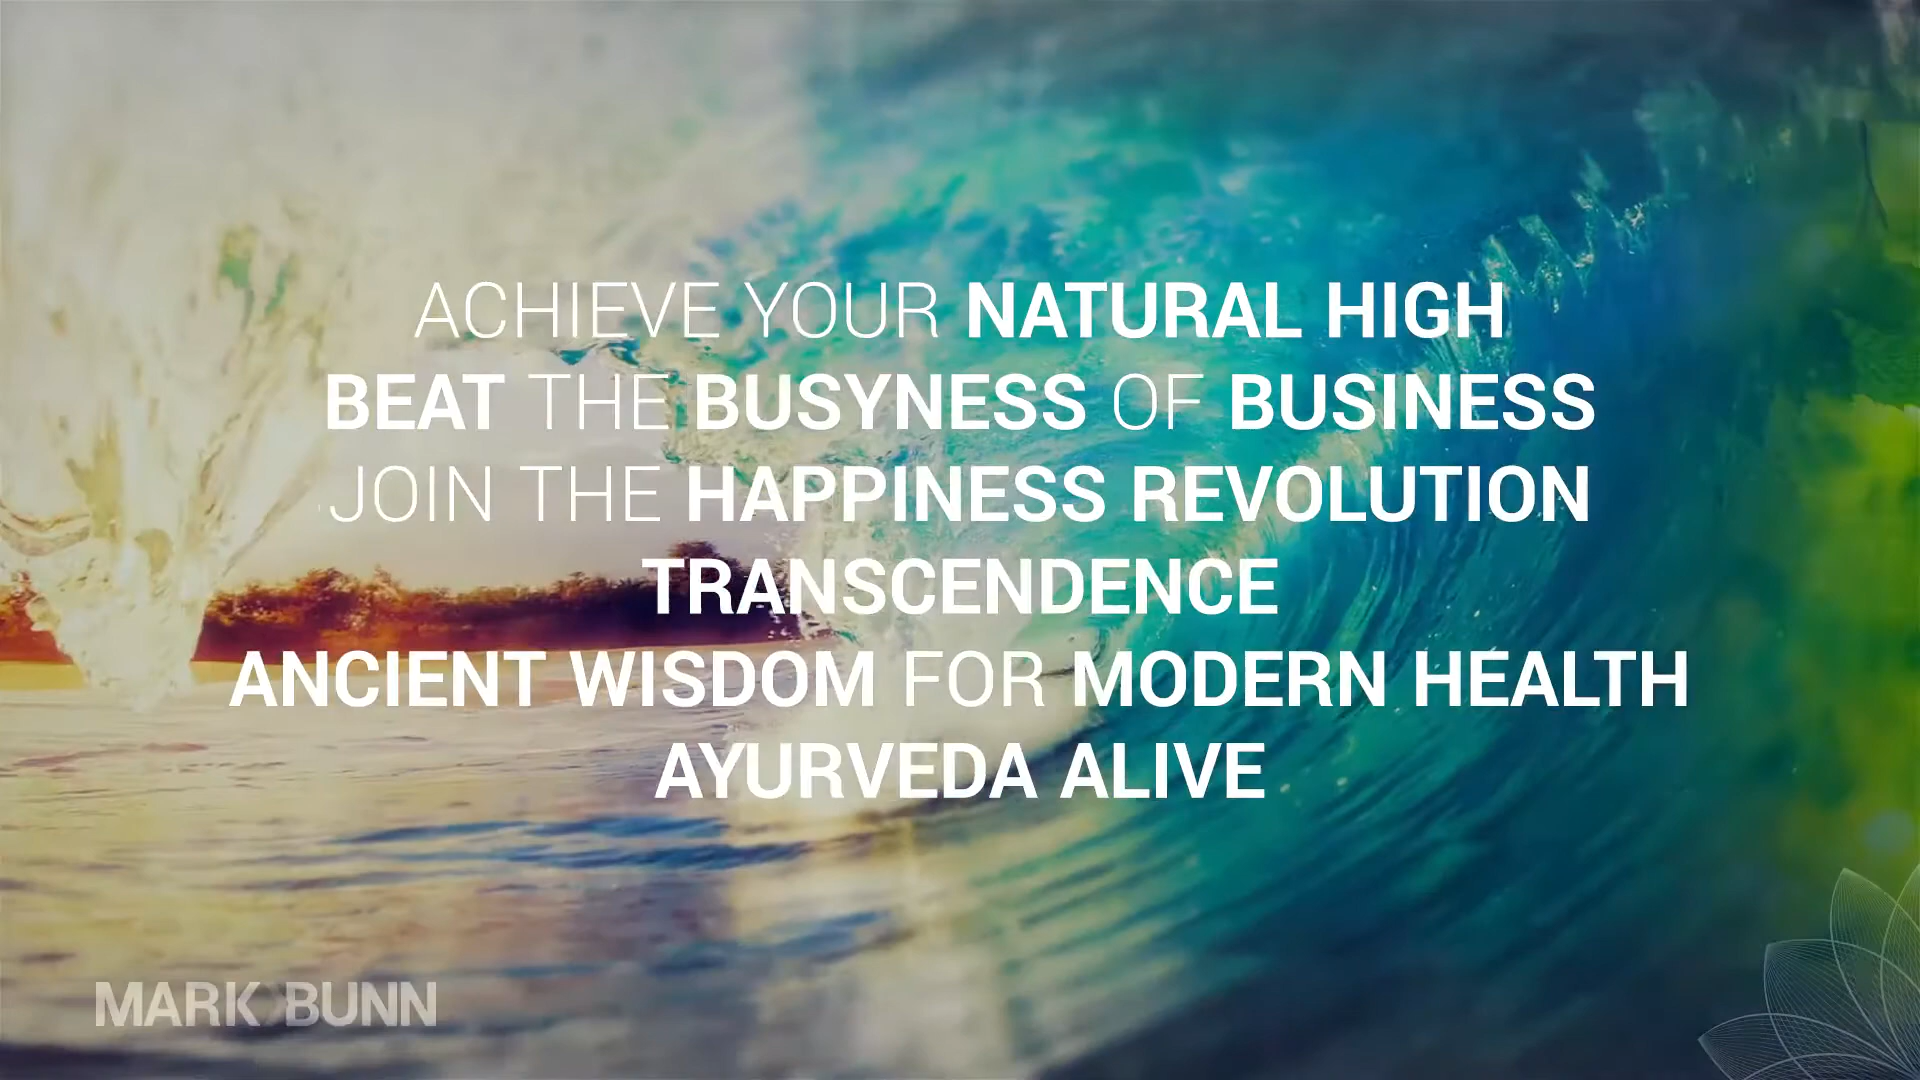 ACHIEVE YOUR NATURAL HIGH
BEAT THE BUSYNESS OF BUSINESS
JOIN THE HAPPINESS REVOLUTION
TRANSCENDENCE
ANCIENT WISDOM FOR MODERN HEALTH
AYURVEDA ALIVE
MARK BUNN